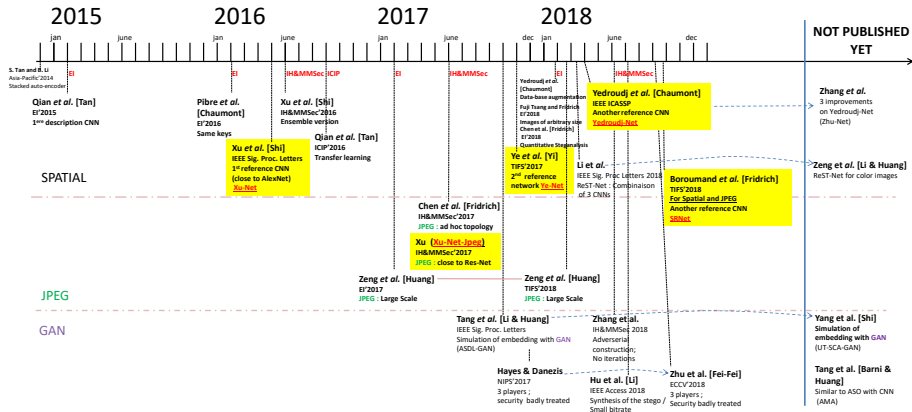 2015
2016
2017
2018
NOT PUBLISHED
YET
jan
june
jan
june
jan
june
dec
jan
june
dec
EI
EI
IH&MMSec
ICIP
EI
IH&MMSec
EI
IH&MMSec
S. Tan and B. Li
Asia-Pacific'2014
Stacked auto-encoder
Qian et al. [Tan]
EI'2015
1ère description CNN
Pibre et al.
[Chaumont]
EI'2016
Same keys
Xu et al. [Shi]
IH&MMSec'2016
Ensemble version
Qian et al. [Tan]
ICIP'2016
Transfer learning
Xu et al. [Shi]
IEEE Sig. Proc. Letters
1st reference CNN
(close to AlexNet)
Xu-Net
Yedroudj et al.
[Chaumont]
Data-base augmentation
Fuji Tsang and Fridrich
EI'2018
Images of arbitrary size
Chen et al. [Fridrich]
EI'2018
Quantitative Steganalysis
Yedroudj et al. [Chaumont]
IEEE ICASSP
Another reference CNN
Yedroudj-Net
Zhang et al.
3 improvements
on Yedroudj-Net
(Zhu-Net)
Ye et al. [Yi]
TIFS'2017
2nd reference
network Ye-Net
Li et al.
IEEE Sig. Proc Letters 2018
ResT-Net : Combinaison
of 3 CNNs
Zeng et al. [Li & Huang]
ReST-Net for color images
Boroumand et al. [Fridrich]
TIFS'2018
For Spatial and JPEG
Another reference CNN
SRNet
SPATIAL
Chen et al. [Fridrich]
IH&MMSec'2017
JPEG : ad hoc topology
Xu (Xu-Net-Jpeg)
IH&MMSec'2017
JPEG : close to Res-Net
Zeng et al. [Huang]
EI'2017
JPEG : Large Scale
Zeng et al. [Huang]
TIFS'2018
JPEG : Large Scale
JPEG
GAN
Tang et al. [Li & Huang]
IEEE Sig. Proc. Letters
Simulation of embedding with GAN
(ASDL-GAN)
Zhang et al.
IH&MMSec 2018
Adverserial
construction;
No iterations
Yang et al. [Shi]
Simulation of
embedding with GAN
(UT-SCA-GAN)
Hayes & Danezis
NIPS'2017
3 players ;
security badly treated
Hu et al. [Li]
IEEE Access 2018
Synthesis of the stego /
Small bitrate
Zhu et al. [Fei-Fei]
ECCV'2018
3 players ;
Security badly treated
Tang et al. [Barni &
Huang]
Similar to ASO with CNN
(AMA)